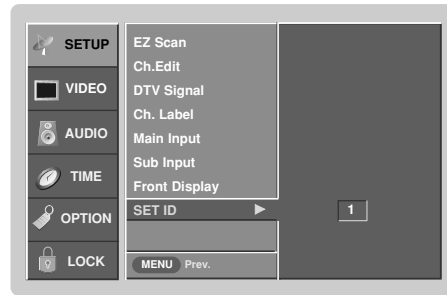 SETUP
VIDEO
AUDIO
TIME
OPTION
LOCK
EZ Scan
Ch.Edit
DTV Signal
Ch. Label
Main Input
Sub Input
Front Display
SET ID ► 1
MENU Prev.